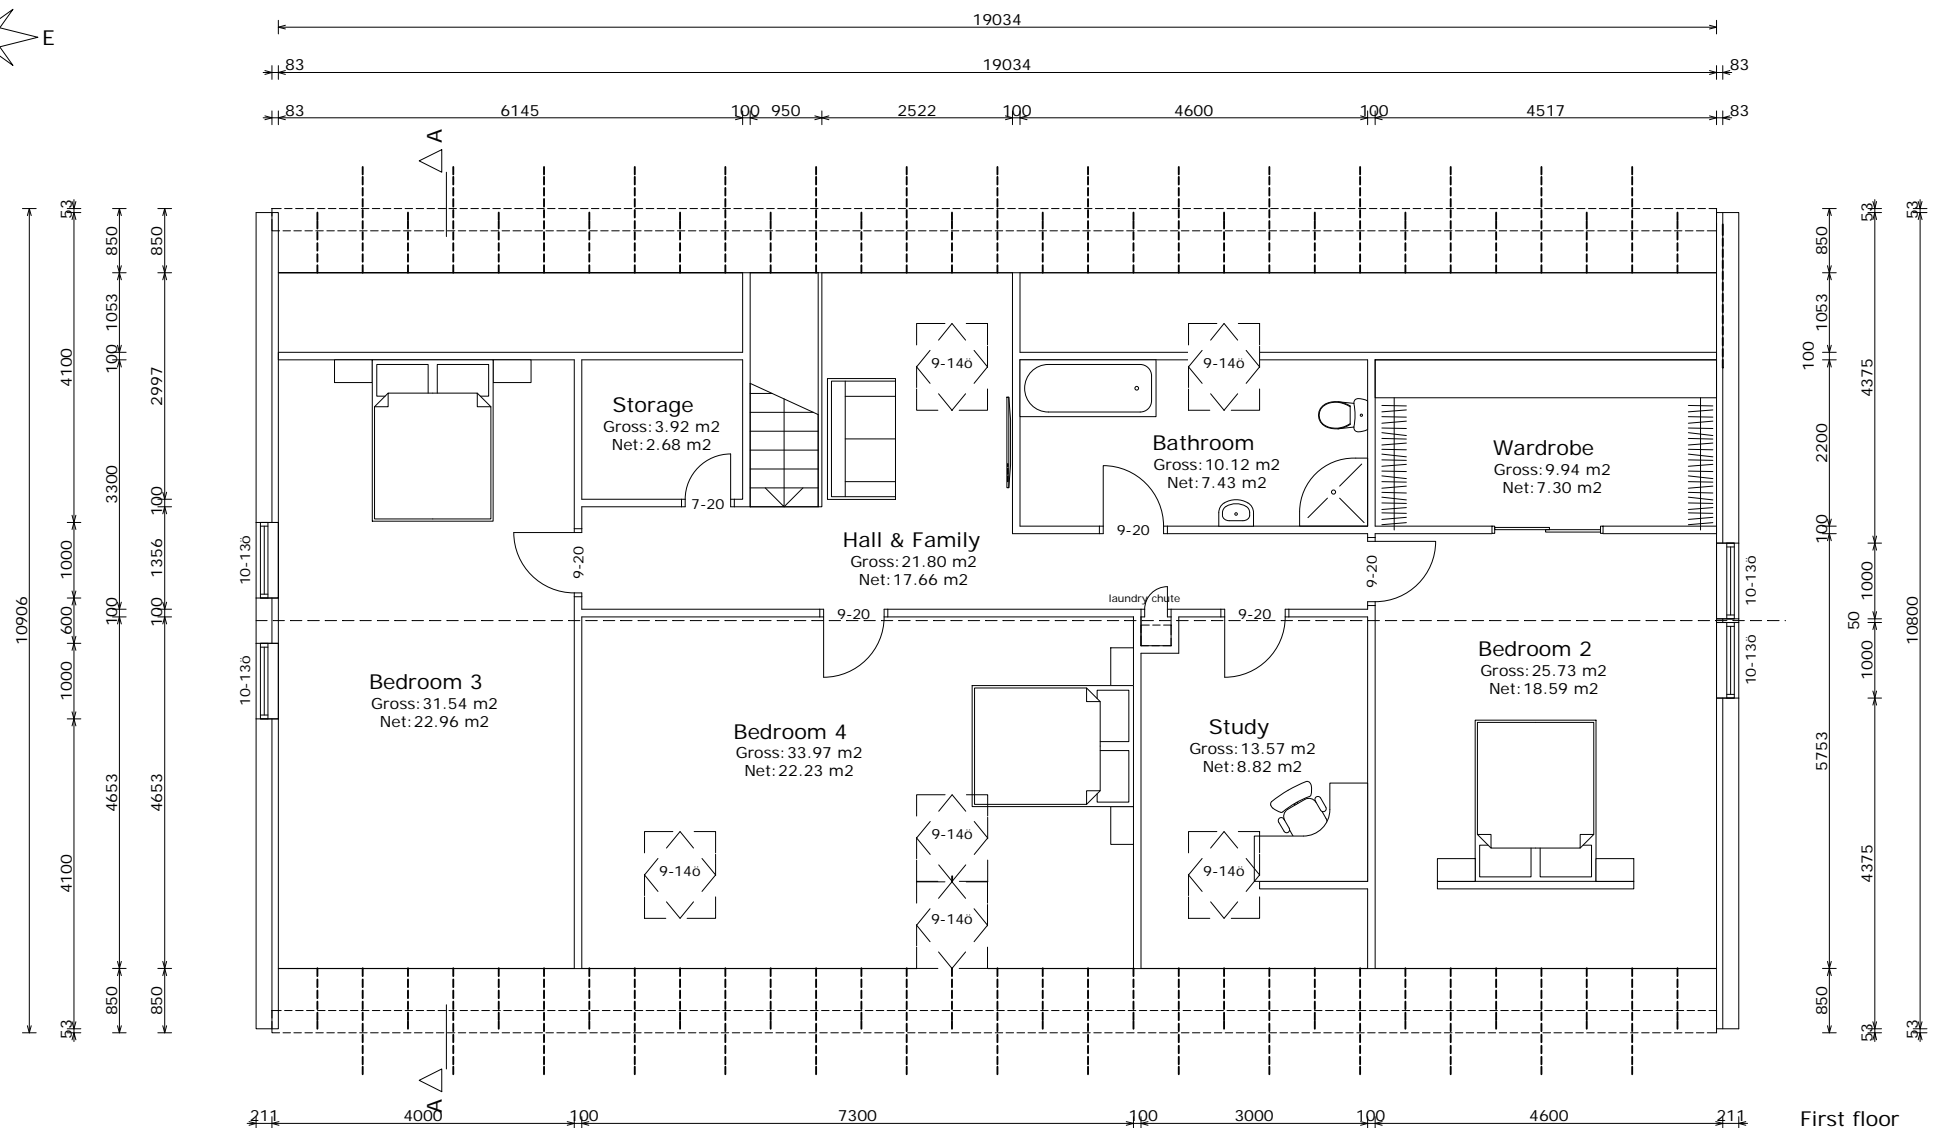 19034
E
83 19034 83
83 6145 100 950 2522 100 4600 100 4517 83
A
53
850
850
1053
100
4100
2997
3300
100
1000
1356
600
100
100
10906
1000
4653
4653
4100
850
850
53
10-13ö
10-13ö
Storage
Gross: 3.92 m2
Net: 2.68 m2
7-20
9-14ö
9-14ö
Bathroom
Gross: 10.12 m2
Net: 7.43 m2
Wardrobe
Gross: 9.94 m2
Net: 7.30 m2
9-20
Hall & Family
Gross: 21.80 m2
Net: 17.66 m2
9-20
9-20
laundry chute
9-20
9-20
Bedroom 3
Gross: 31.54 m2
Net: 22.96 m2
Bedroom 4
Gross: 33.97 m2
Net: 22.23 m2
Study
Gross: 13.57 m2
Net: 8.82 m2
Bedroom 2
Gross: 25.73 m2
Net: 18.59 m2
9-14ö
9-14ö
9-14ö
9-14ö
10-13ö
10-13ö
850
53
53
1053
100
4375
2200
100
1000
50
10800
1000
5753
4375
850
53
53
A
211 4000 100 7300 100 3000 100 4600 211
First floor